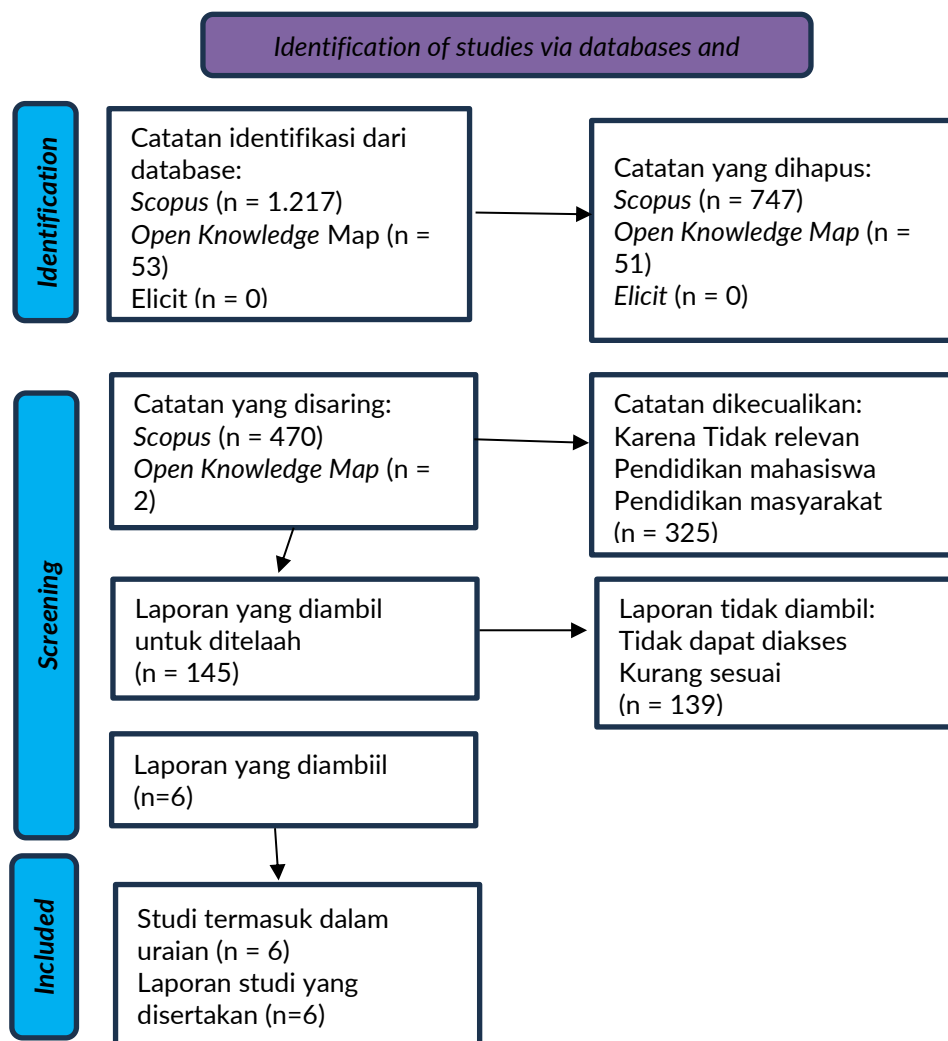 Identification of studies via databases and
Identification
Catatan identifikasi dari
database:
Scopus (n = 1.217)
Open Knowledge Map (n =
53)
Elicit (n = 0)
Catatan yang dihapus:
Scopus (n = 747)
Open Knowledge Map (n =
51)
Elicit (n = 0)
Screening
Catatan yang disaring:
Scopus (n = 470)
Open Knowledge Map (n =
2)
Catatan dikecualikan:
Karena Tidak relevan
Pendidikan mahasiswa
Pendidikan masyarakat
(n = 325)
Laporan yang diambil
untuk ditelaah
(n = 145)
Laporan tidak diambil:
Tidak dapat diakses
Kurang sesuai
(n = 139)
Laporan yang diambiil
(n=6)
Included
Studi termasuk dalam
uraian (n = 6)
Laporan studi yang
disertakan (n=6)